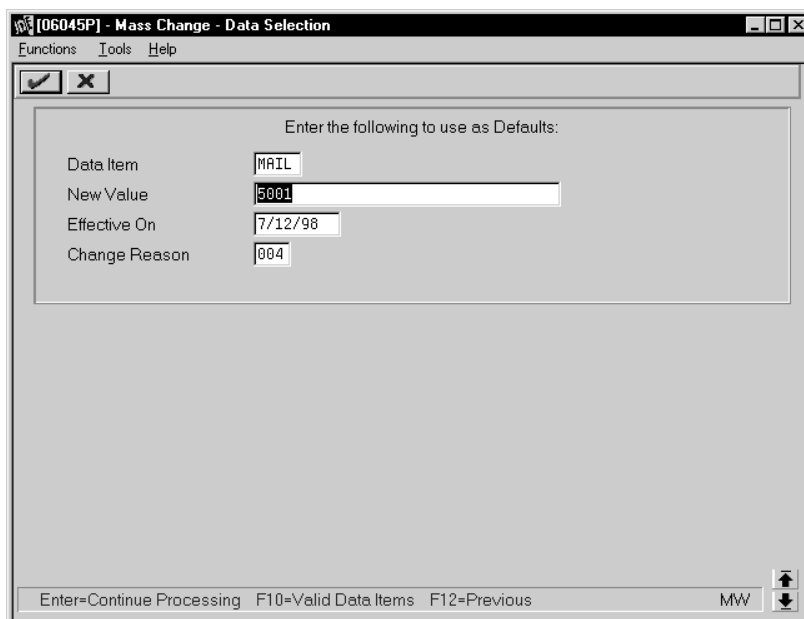 [06045P] - Mass Change - Data Selection
Functions Tools Help
Enter the following to use as Defaults:
Data Item MAIL
New Value 5001
Effective On 7/12/98
Change Reason 004
Enter=Continue Processing F10=Valid Data Items F12=Previous MW